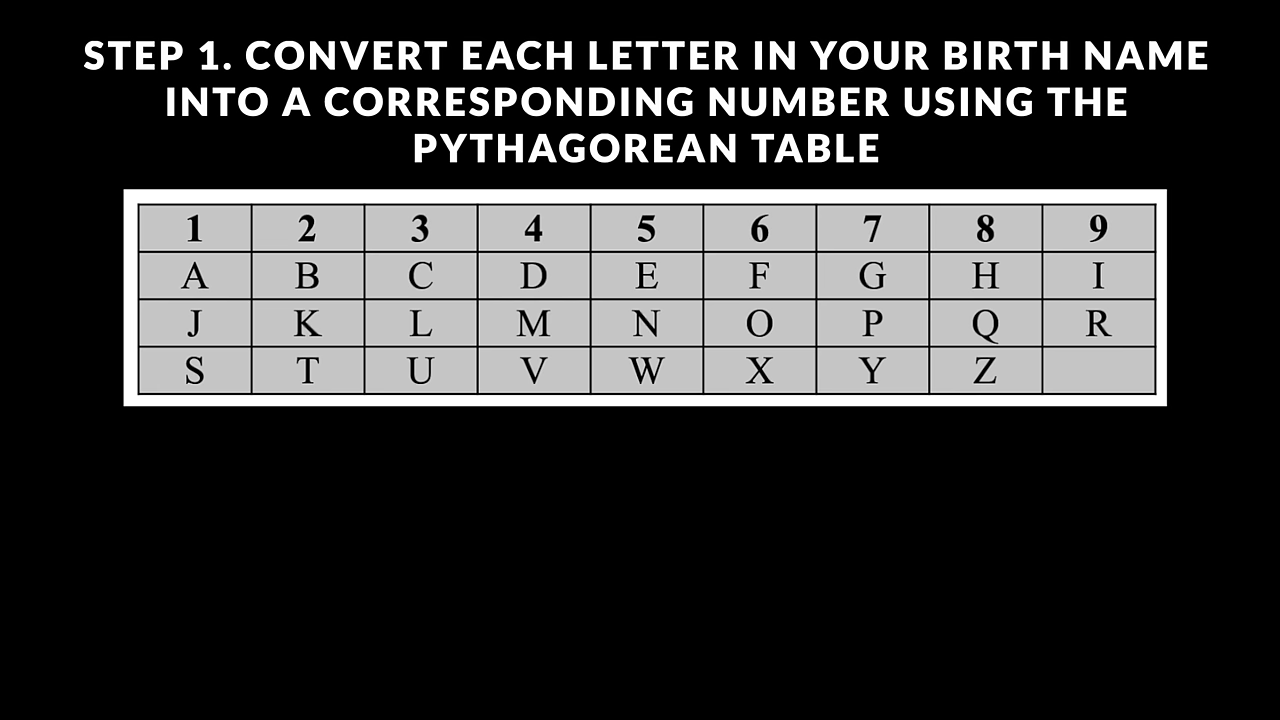 STEP 1. CONVERT EACH LETTER IN YOUR BIRTH NAME
INTO A CORRESPONDING NUMBER USING THE
PYTHAGOREAN TABLE
1 2 3 4 5 6 7 8 9
A B C D E F G H I
J K L M N O P Q R
S T U V W X Y Z